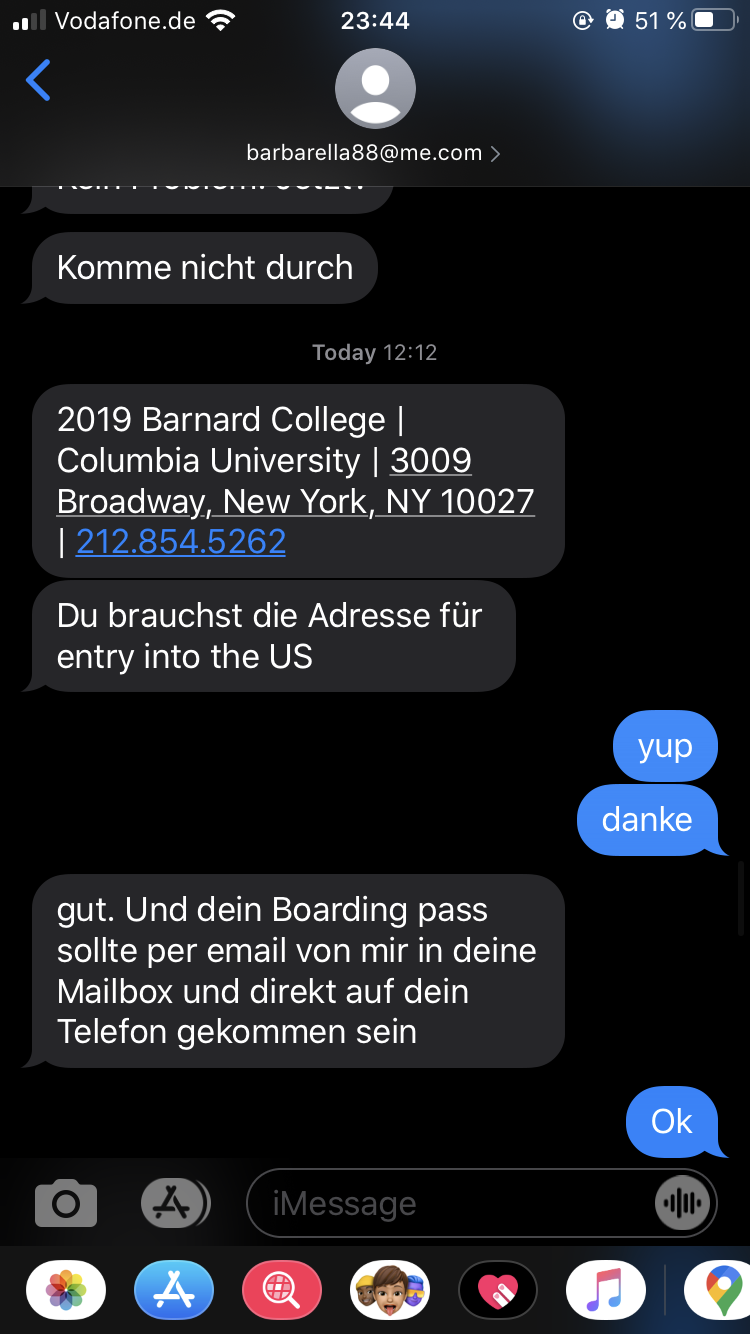 Vodafone.de 23:44 51 %
barbarella88@me.com
Komme nicht durch
Today 12:12
2019 Barnard College |
Columbia University | 3009
Broadway, New York, NY 10027
| 212.854.5262
Du brauchst die Adresse für
entry into the US
yup
danke
gut. Und dein Boarding pass
sollte per email von mir in deine
Mailbox und direkt auf dein
Telefon gekommen sein
Ok
iMessage